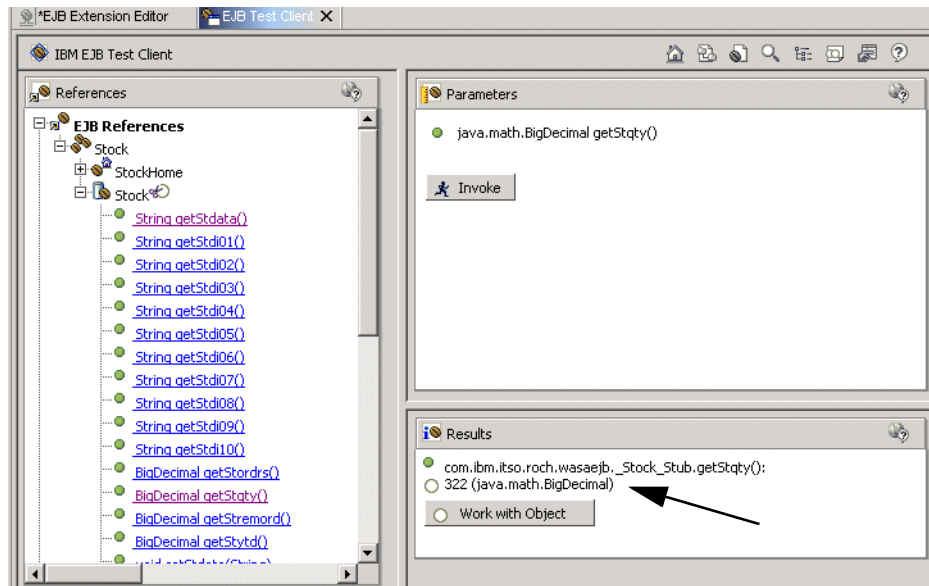 *EJB Extension Editor
EJB Test Client
IBM EJB Test Client
References
EJB References
Stock
StockHome
Stock
String getStdata()
String getStdi01()
String getStdi02()
String getStdi03()
String getStdi04()
String getStdi05()
String getStdi06()
String getStdi07()
String getStdi08()
String getStdi09()
String getStdi10()
BigDecimal getStordrs()
BigDecimal getStqty()
BigDecimal getStremord()
BigDecimal getStytd()
void setStdata(String)
Parameters
java.math.BigDecimal getStqty()
Invoke
Results
com.ibm.itso.roch.wasaejb._Stock_Stub.getStqty():
322 (java.math.BigDecimal)
Work with Object